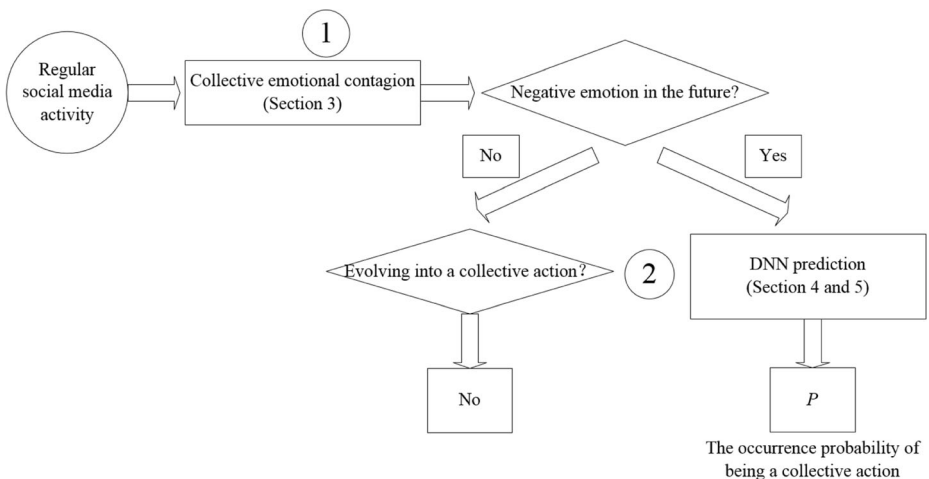 1
Regular
social media
activity
Collective emotional contagion
(Section 3)
Negative emotion in the future?
No
Yes
Evolving into a collective action?
2
DNN prediction
(Section 4 and 5)
No
P
The occurrence probability of
being a collective action